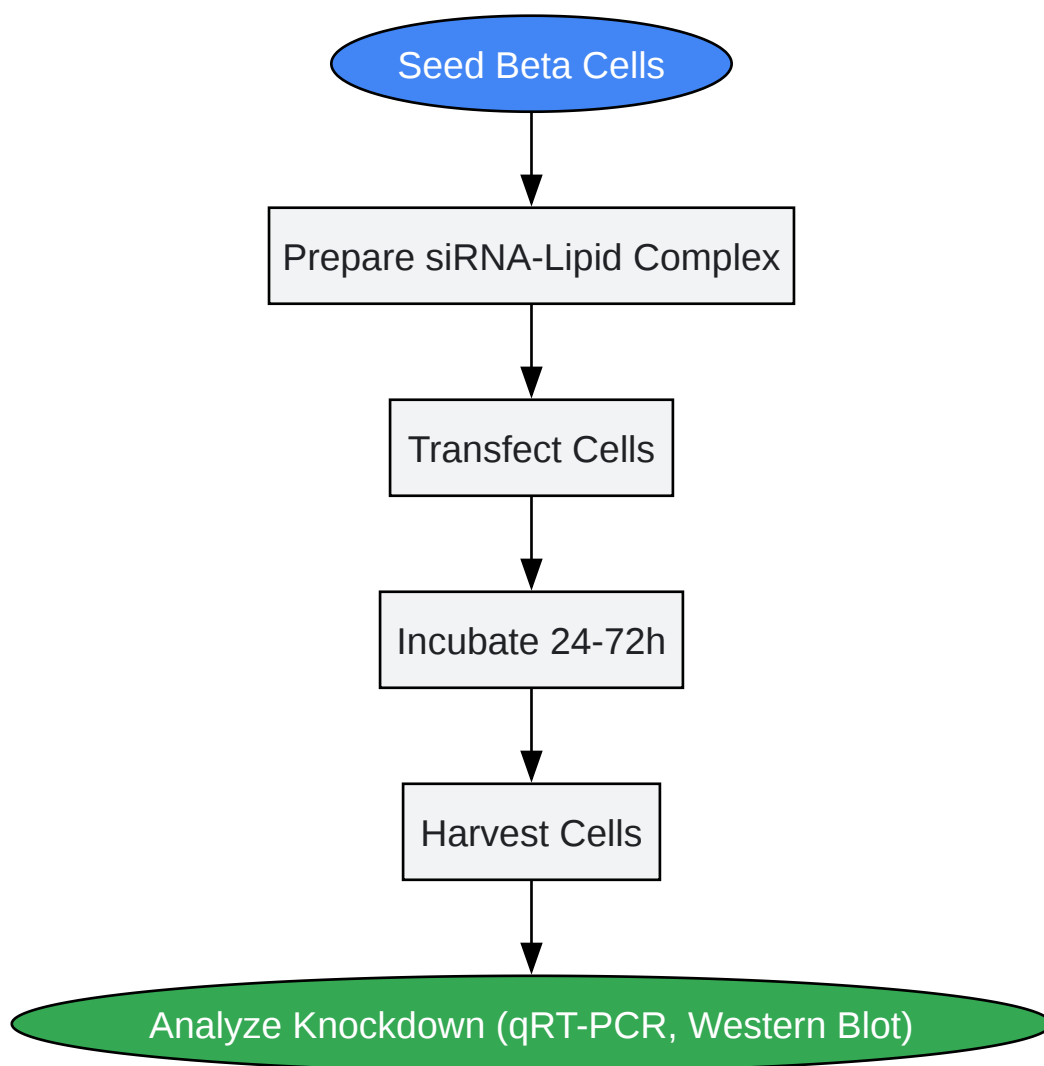 Seed Beta Cells
Prepare siRNA-Lipid Complex
Transfect Cells
Incubate 24-72h
Harvest Cells
Analyze Knockdown (qRT-PCR, Western Blot)